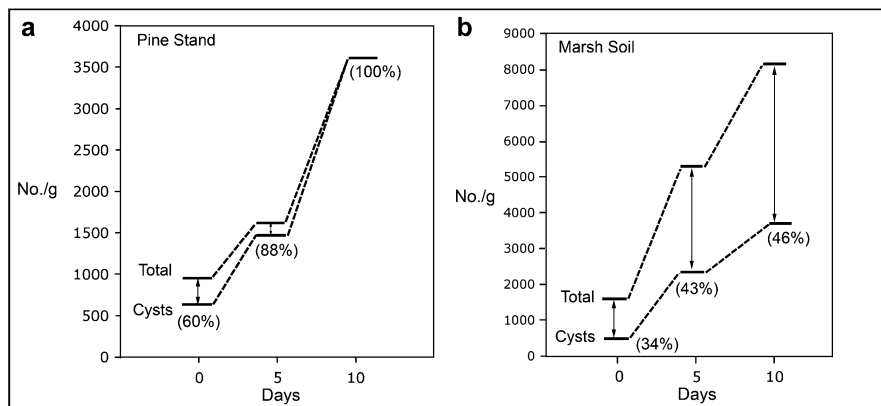 a
Pine Stand
4000
3500
3000
2500
2000
1500
1000
500
0
No./g
Total
Cysts
(60%)
(88%)
(100%)
0 5 10
Days
b
Marsh Soil
9000
8000
7000
6000
5000
4000
3000
2000
1000
0
No./g
Total
Cysts
(34%)
(43%)
(46%)
0 5 10
Days